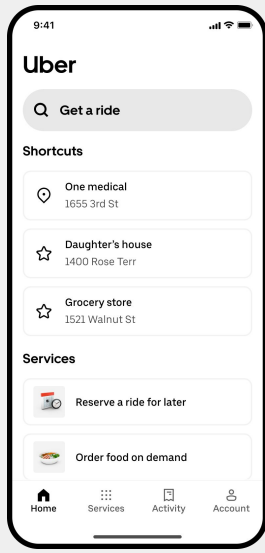 9:41
Uber
Get a ride
Shortcuts
One medical
1655 3rd St
Daughter's house
1400 Rose Terr
Grocery store
1521 Walnut St
Services
Reserve a ride for later
Order food on demand
Home Services Activity Account